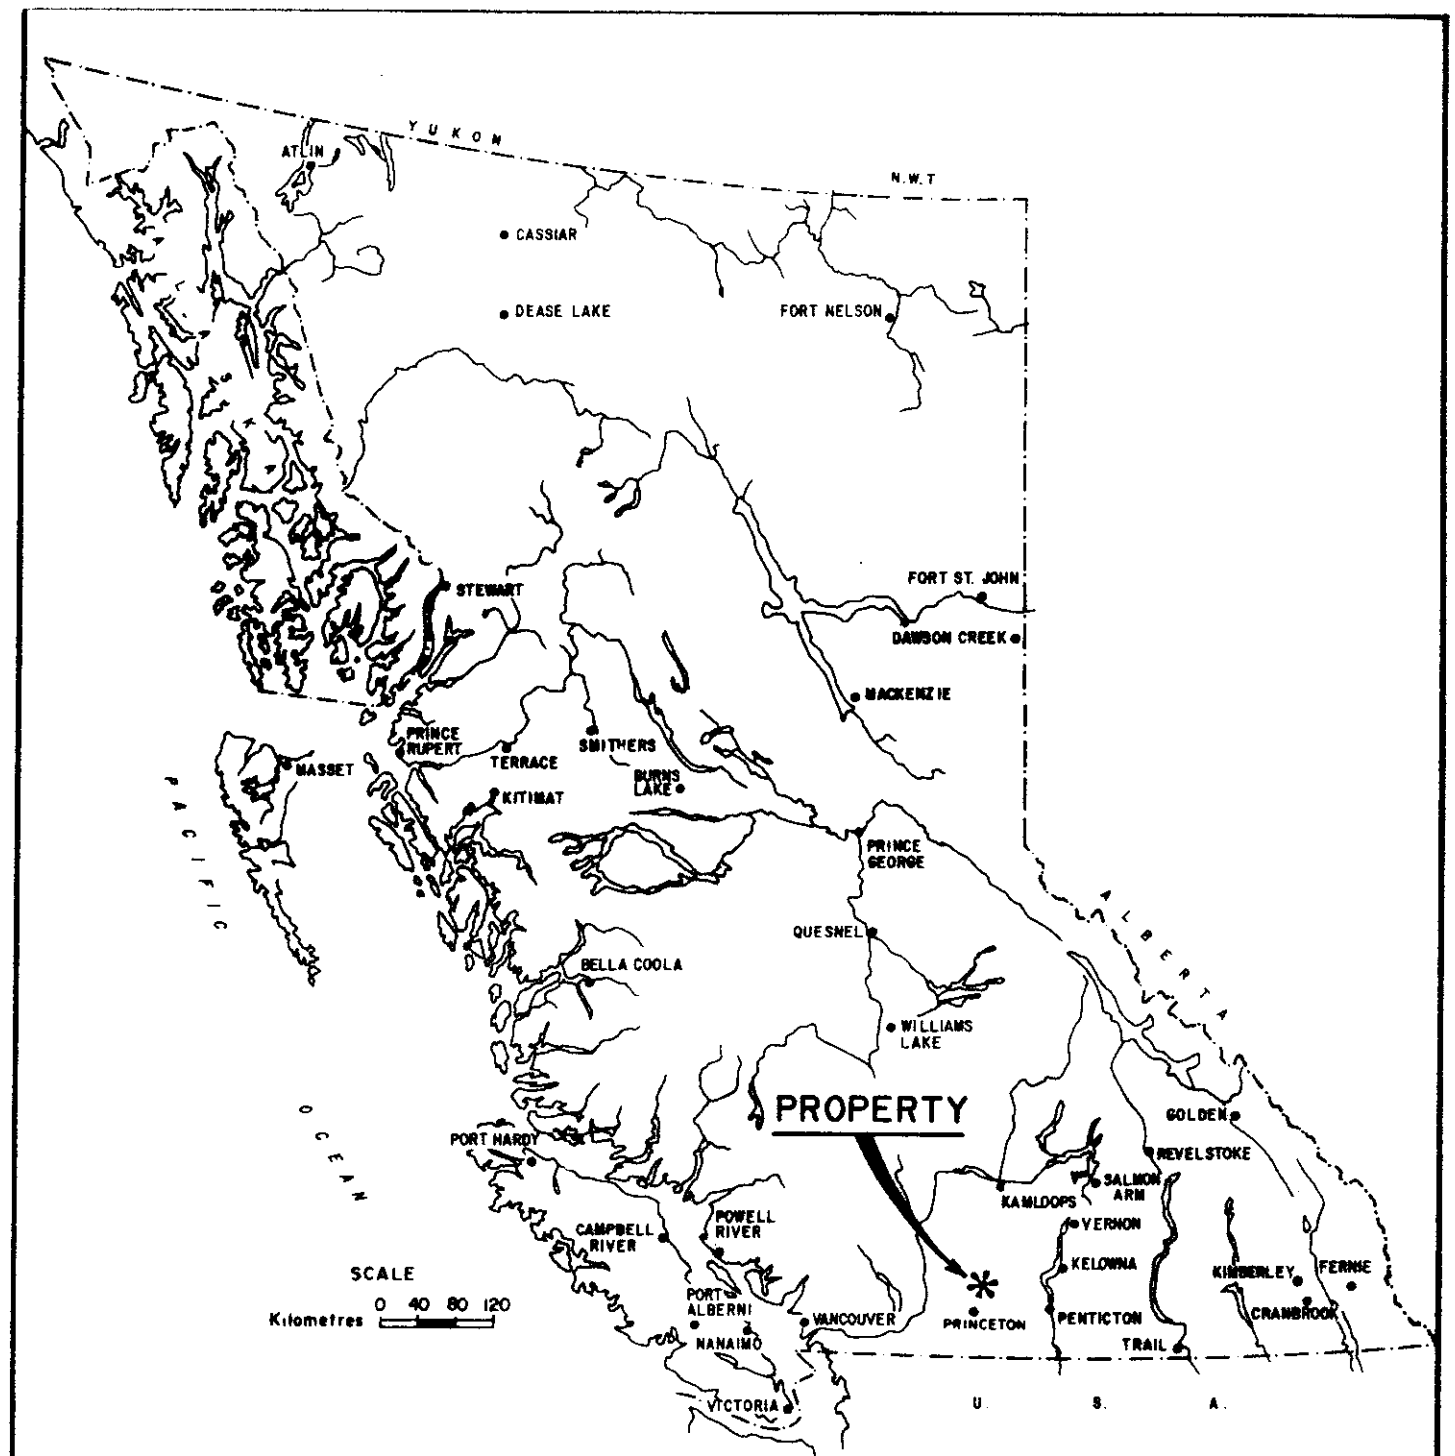 YUKON
N.W.T
ATLIN
CASSIAR
ALASKA
DEASE LAKE
FORT NELSON
STEWART
FORT ST. JOHN
DAWSON CREEK
MACKENZIE
PRINCE
RUPERT
TERRACE
SMITHERS
MASSET
BURNS
LAKE
KITIMAT
PACIFIC
PRINCE
GEORGE
ALBERTA
QUESNEL
BELLA COOLA
WILLIAMS
LAKE
OCEAN
PROPERTY
GOLDEN
PORT HARDY
REVELSTOKE
SALMON
ARM
KAMLOOPS
POWELL
RIVER
CAMPBELL
RIVER
VERNON
KELOWNA
KIMBERLEY
FERNIE
SCALE
Kilometres 0 40 80 120
PORT
ALBERNI
VANCOUVER
PRINCETON
PENTICTON
CRANBROOK
NANAIMO
TRAIL
VICTORIA
U. S. A.